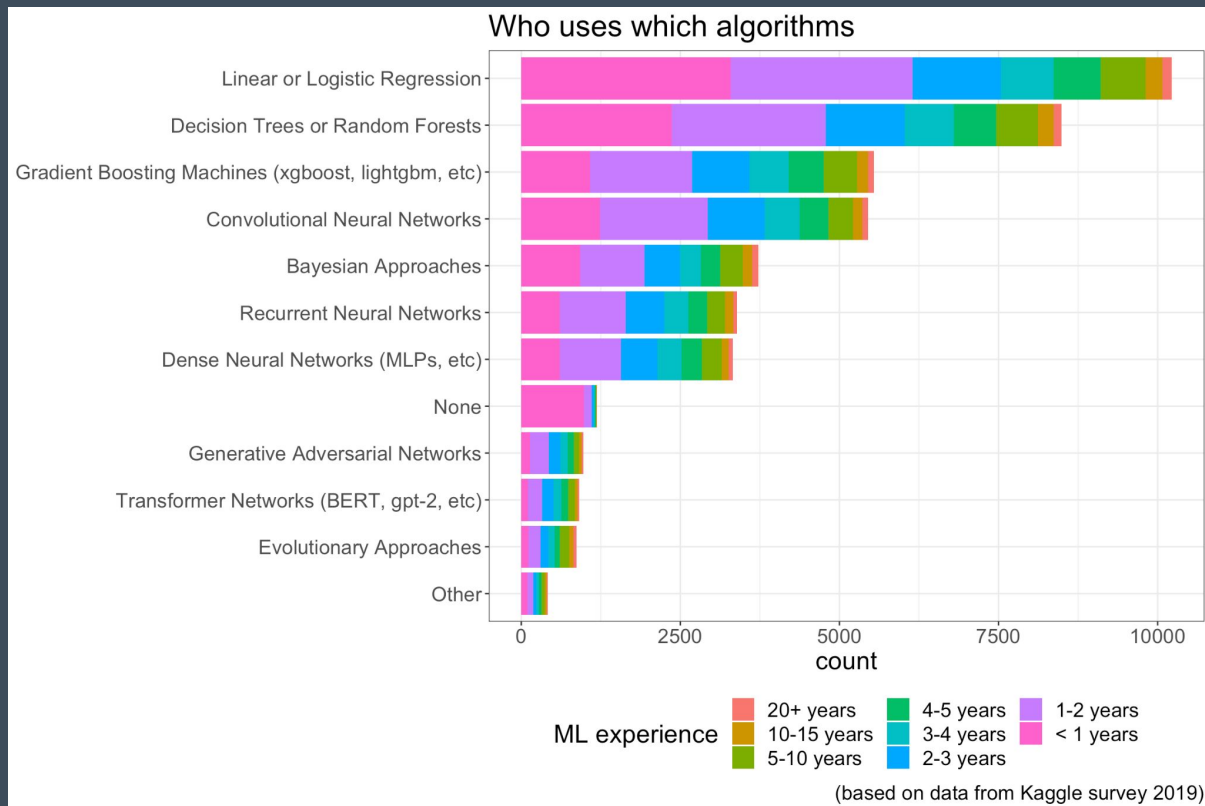 Who uses which algorithms
Linear or Logistic Regression
Decision Trees or Random Forests
Gradient Boosting Machines (xgboost, lightgbm, etc)
Convolutional Neural Networks
Bayesian Approaches
Recurrent Neural Networks
Dense Neural Networks (MLPs, etc)
None
Generative Adversarial Networks
Transformer Networks (BERT, gpt-2, etc)
Evolutionary Approaches
Other
0 2500 5000 7500 10000
count
ML experience
20+ years 4-5 years 1-2 years
10-15 years 3-4 years < 1 years
5-10 years 2-3 years
(based on data from Kaggle survey 2019)